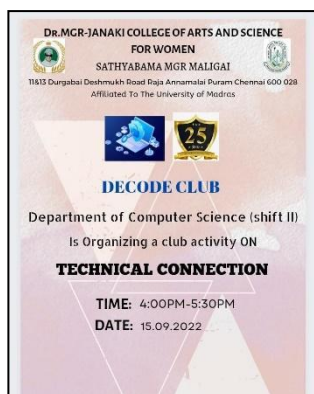 DR.MGR-JANAKI COLLEGE OF ARTS AND SCIENCE
FOR WOMEN
SATHYABAMA MGR MALIGAI
11&13 Durgabai Deshmukh Road Raja Annamalai Puram Chennai 600 028
Affiliated To The University of Madras
25
DECODE CLUB
Department of Computer Science (shift II)
Is Organizing a club activity ON
TECHNICAL CONNECTION
TIME: 4:00PM-5:30PM
DATE: 15.09.2022